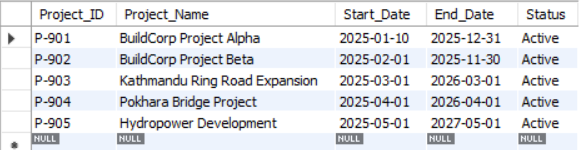 Project_ID Project_Name Start_Date End_Date Status
P-901 BuildCorp Project Alpha 2025-01-10 2025-12-31 Active
P-902 BuildCorp Project Beta 2025-02-01 2025-11-30 Active
P-903 Kathmandu Ring Road Expansion 2025-03-01 2026-03-01 Active
P-904 Pokhara Bridge Project 2025-04-01 2026-04-01 Active
P-905 Hydropower Development 2025-05-01 2027-05-01 Active
NULL NULL NULL NULL NULL